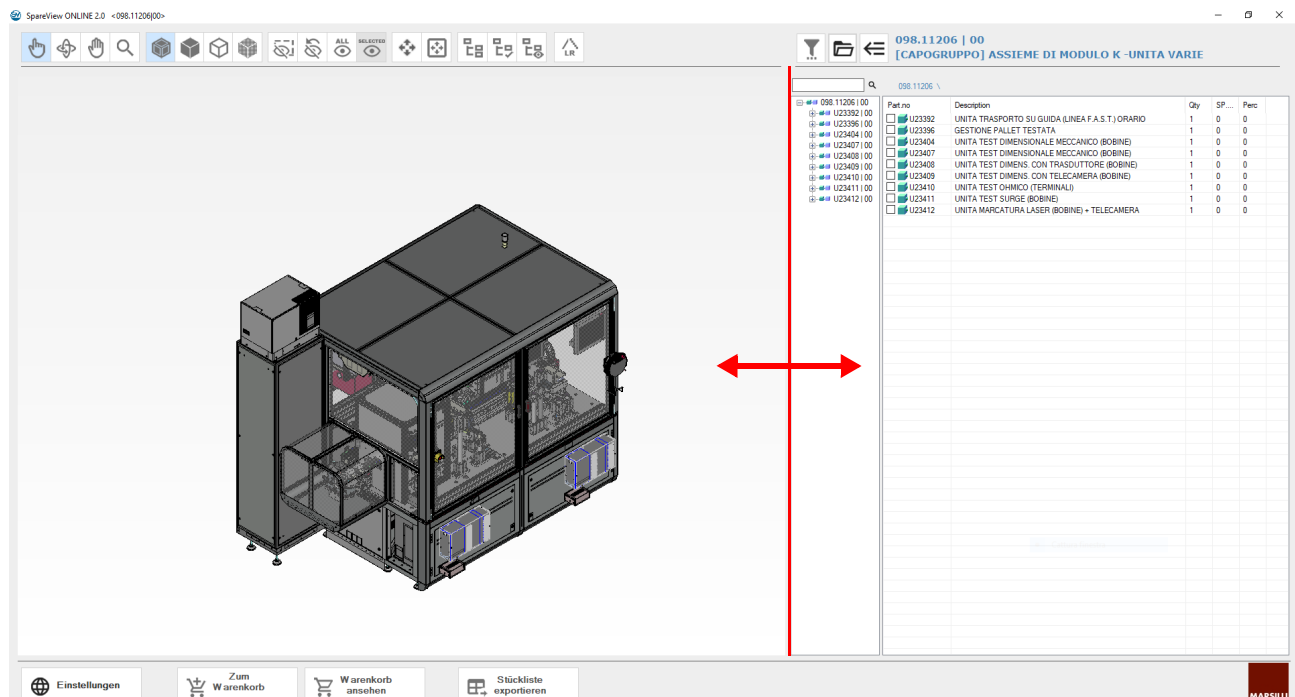 SpareView ONLINE 2.0 <098.11206|00>
ALL
SELECTED
LR
098.11206 | 00
[CAPOGRUPPO] ASSIEME DI MODULO K -UNITA VARIE
098.11206 \
098.11206 | 00
U23392 | 00
U23396 | 00
U23404 | 00
U23407 | 00
U23408 | 00
U23409 | 00
U23410 | 00
U23411 | 00
U23412 | 00
Part.no Description Qty SP.... Perc
U23392 UNITA TRASPORTO SU GUIDA (LINEA F.A.S.T.) ORARIO 1 0 0
U23396 GESTIONE PALLET TESTATA 1 0 0
U23404 UNITA TEST DIMENSIONALE MECCANICO (BOBINE) 1 0 0
U23407 UNITA TEST DIMENSIONALE MECCANICO (BOBINE) 1 0 0
U23408 UNITA TEST DIMENS. CON TRASDUTTORE (BOBINE) 1 0 0
U23409 UNITA TEST DIMENS. CON TELECAMERA (BOBINE) 1 0 0
U23410 UNITA TEST OHMICO (TERMINALI) 1 0 0
U23411 UNITA TEST SURGE (BOBINE) 1 0 0
U23412 UNITA MARCATURA LASER (BOBINE) + TELECAMERA 1 0 0
Einstellungen
Zum
Warenkorb
Warenkorb
ansehen
Stückliste
exportieren
MARSILLI